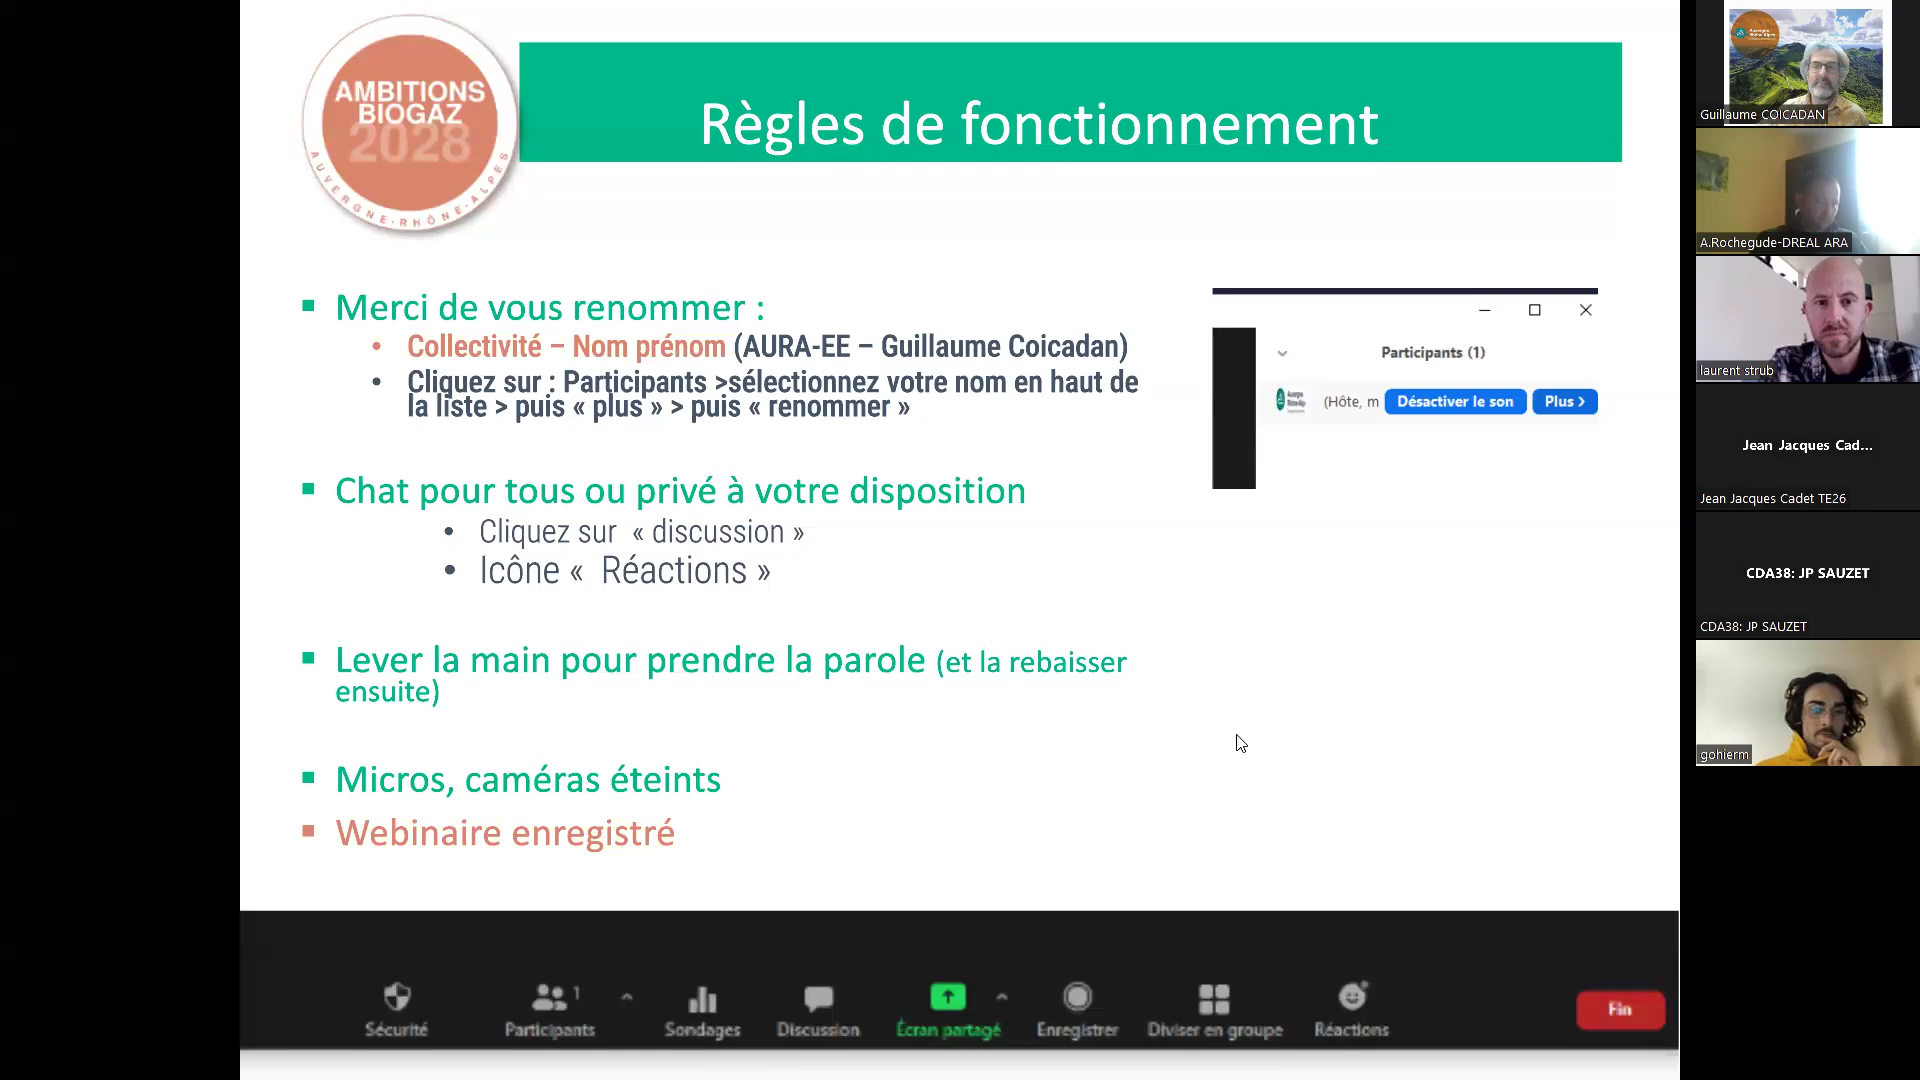 AMBITIONS
BIOGAZ
2028
AUVERGNE-RHÔNE-ALPES
Règles de fonctionnement
▪ Merci de vous renommer :
• Collectivité – Nom prénom (AURA-EE – Guillaume Coicadan)
• Cliquez sur : Participants >sélectionnez votre nom en haut de
la liste > puis « plus » > puis « renommer »
▪ Chat pour tous ou privé à votre disposition
• Cliquez sur « discussion »
• Icône « Réactions »
▪ Lever la main pour prendre la parole (et la rebaisser
ensuite)
▪ Micros, caméras éteints
▪ Webinaire enregistré
Participants (1)
(Hôte, m Désactiver le son Plus >
Sécurité
Participants 1
Sondages
Discussion
Écran partagé
Enregistrer
Diviser en groupe
Réactions
Fin
Guillaume COICADAN
A.Rochegude-DREAL ARA
laurent strub
Jean Jacques Cad...
Jean Jacques Cadet TE26
CDA38: JP SAUZET
CDA38: JP SAUZET
gohierm